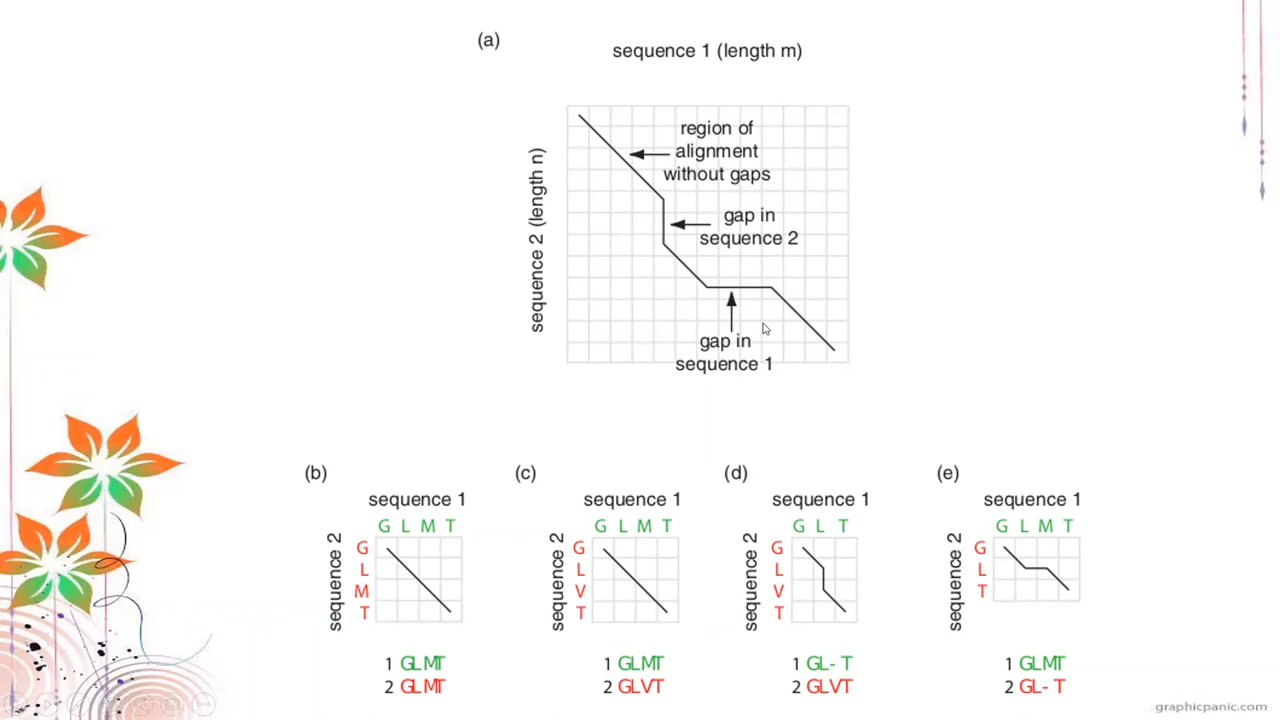 (a)
sequence 1 (length m)
sequence 2 (length n)
region of
alignment
without gaps
gap in
sequence 2
gap in
sequence 1
(b)
sequence 1
G L M T
sequence 2
G
L
M
T
1 GLMT
2 GLMT
(c)
sequence 1
G L M T
sequence 2
G
L
V
T
1 GLMT
2 GLVT
(d)
sequence 1
G L T
sequence 2
G
L
V
T
1 GL- T
2 GLVT
(e)
sequence 1
G L M T
sequence 2
G
L
T
1 GLMT
2 GL- T
graphicpanic.com